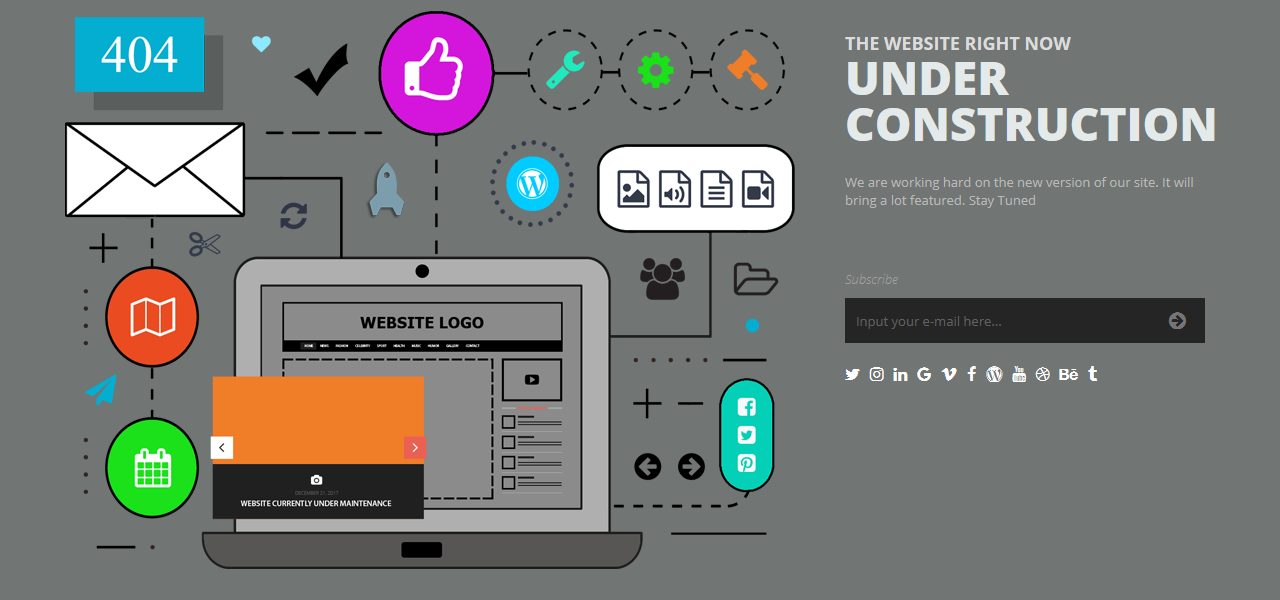 404
THE WEBSITE RIGHT NOW
UNDER
CONSTRUCTION
We are working hard on the new version of our site. It will
bring a lot featured. Stay Tuned
Subscribe
Input your e-mail here...
WEBSITE LOGO
HOME NEWS FASHION CELEBRITY SPORT HEALTH MUSIC HUMOR GALLERY CONTACT
DECEMBER 21, 2017
WEBSITE CURRENTLY UNDER MAINTENANCE